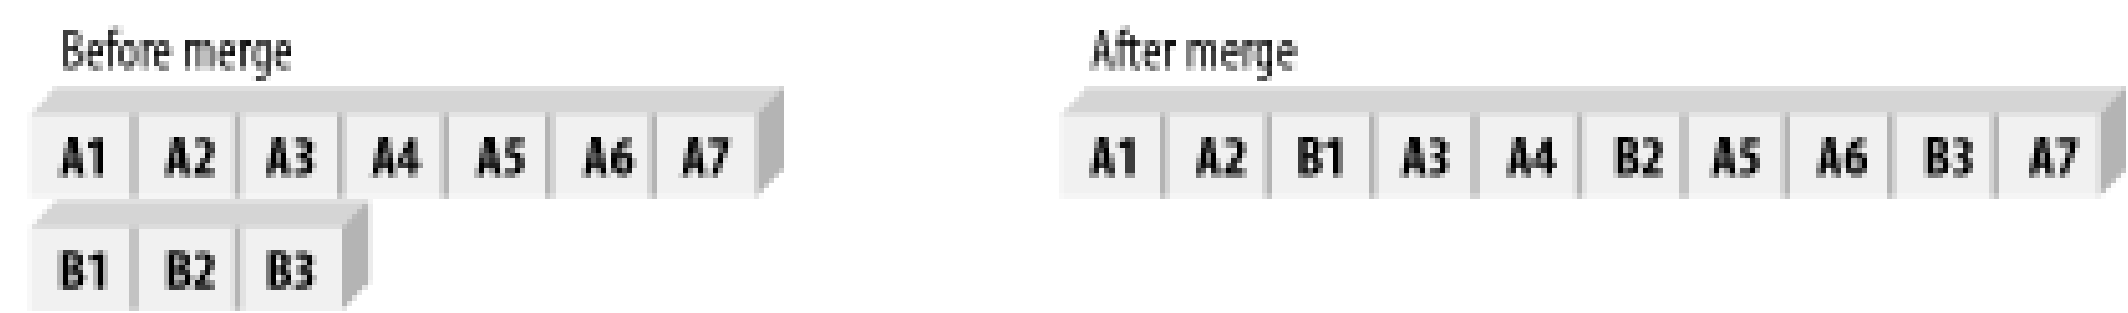 Before merge
A1 A2 A3 A4 A5 A6 A7
B1 B2 B3
After merge
A1 A2 B1 A3 A4 B2 A5 A6 B3 A7